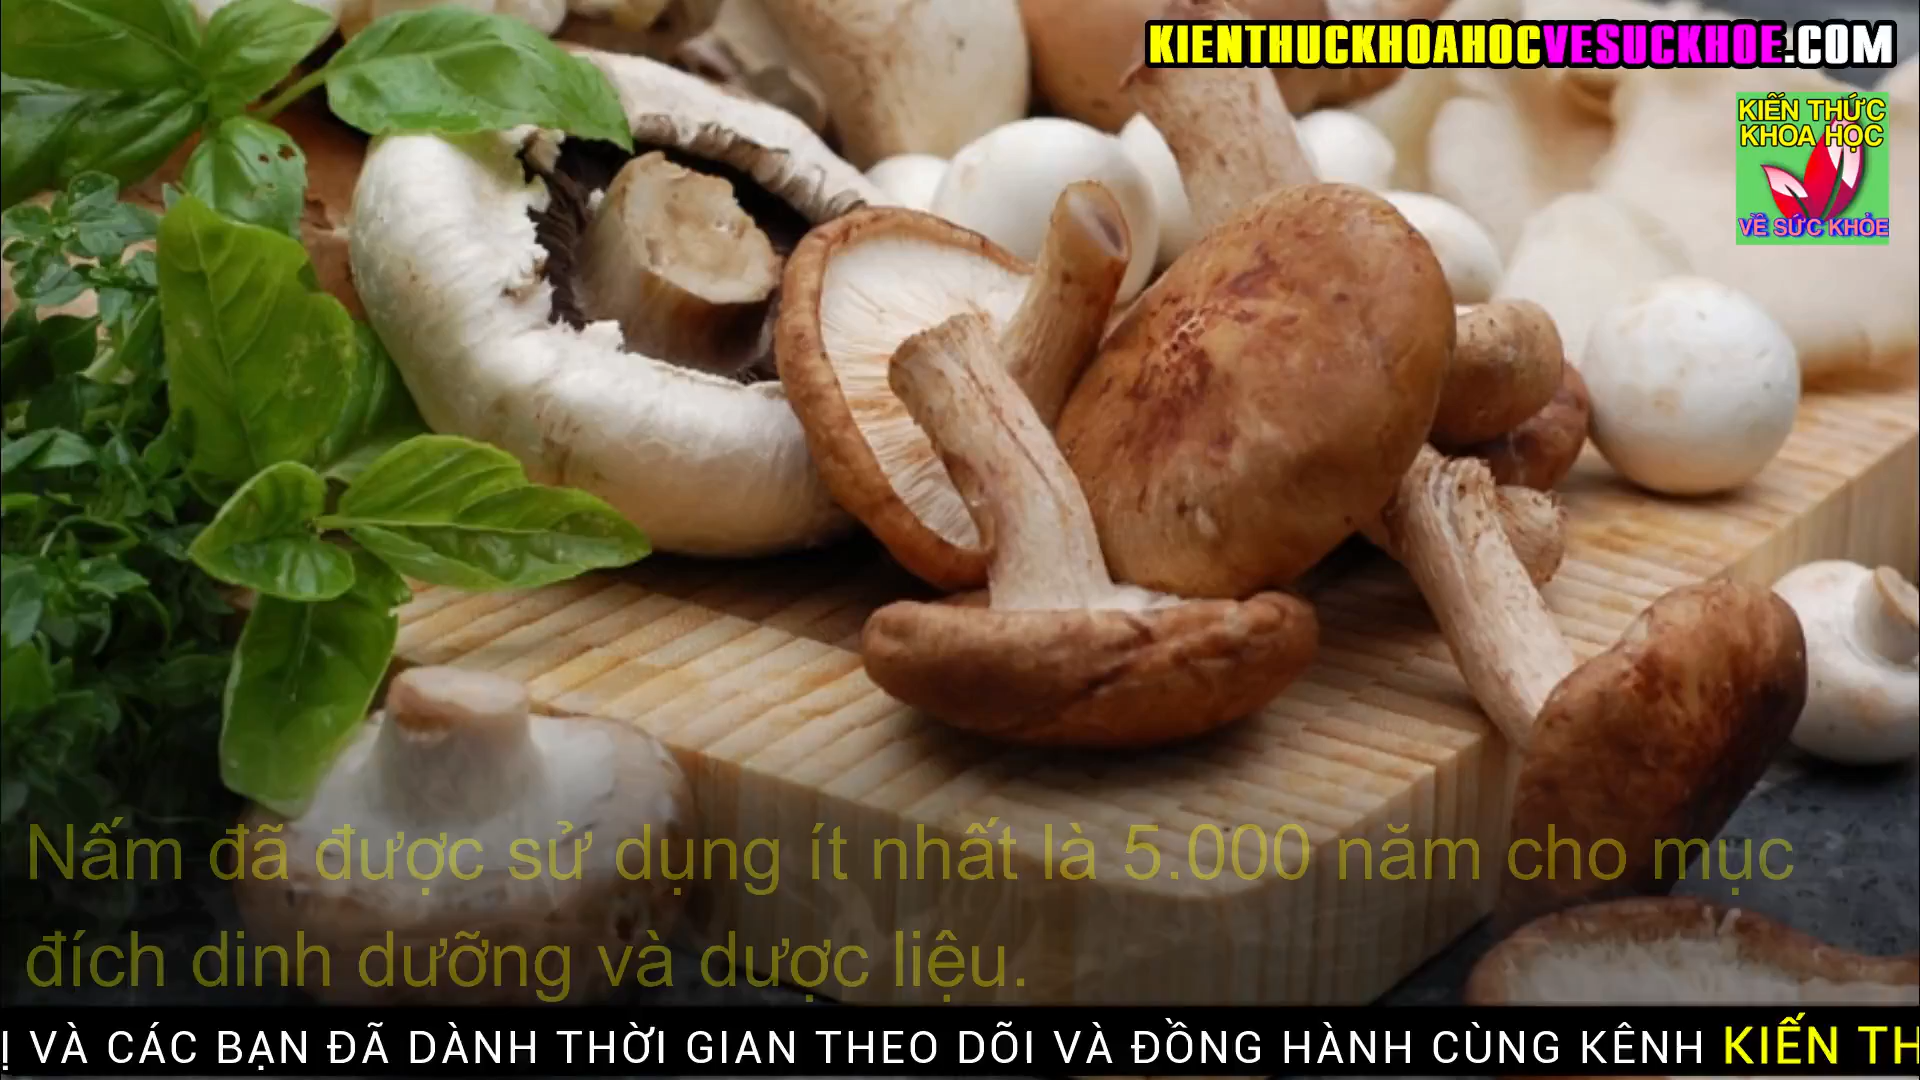 KIENTHUCKHOAHOCVESUCKHOE.COM
KIẾN THỨC
KHOA HỌC
VỀ SỨC KHỎE
Nấm đã được sử dụng ít nhất là 5.000 năm cho mục
đích dinh dưỡng và dược liệu.
Ị VÀ CÁC BẠN ĐÃ DÀNH THỜI GIAN THEO DÕI VÀ ĐỒNG HÀNH CÙNG KÊNH KIẾN TH